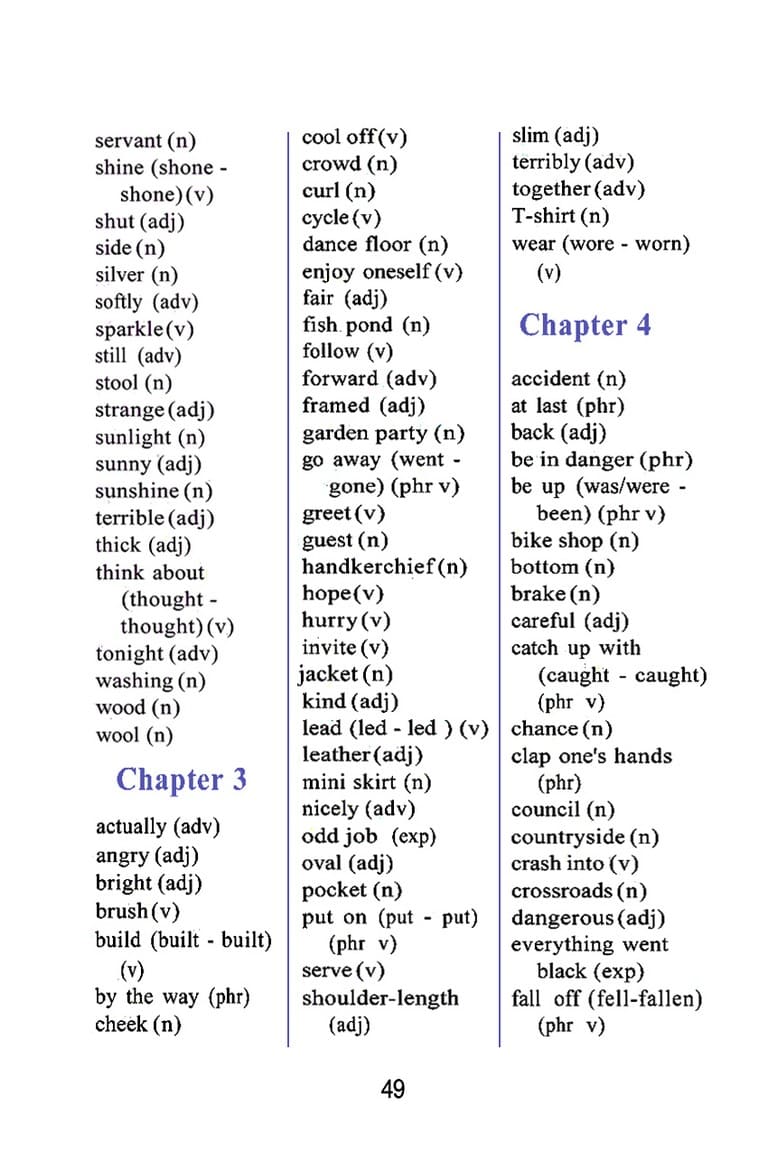 servant (n)
shine (shone -
shone) (v)
shut (adj)
side (n)
silver (n)
softly (adv)
sparkle (v)
still (adv)
stool (n)
strange (adj)
sunlight (n)
sunny (adj)
sunshine (n)
terrible (adj)
thick (adj)
think about
(thought -
thought) (v)
tonight (adv)
washing (n)
wood (n)
wool (n)
Chapter 3
actually (adv)
angry (adj)
bright (adj)
brush (v)
build (built - built)
(v)
by the way (phr)
cheek (n)
cool off (v)
crowd (n)
curl (n)
cycle (v)
dance floor (n)
enjoy oneself (v)
fair (adj)
fish pond (n)
follow (v)
forward (adv)
framed (adj)
garden party (n)
go away (went -
gone) (phr v)
greet (v)
guest (n)
handkerchief (n)
hope (v)
hurry (v)
invite (v)
jacket (n)
kind (adj)
lead (led - led ) (v)
leather (adj)
mini skirt (n)
nicely (adv)
odd job (exp)
oval (adj)
pocket (n)
put on (put - put)
(phr v)
serve (v)
shoulder-length
(adj)
slim (adj)
terribly (adv)
together (adv)
T-shirt (n)
wear (wore - worn)
(v)
Chapter 4
accident (n)
at last (phr)
back (adj)
be in danger (phr)
be up (was/were -
been) (phr v)
bike shop (n)
bottom (n)
brake (n)
careful (adj)
catch up with
(caught - caught)
(phr v)
chance (n)
clap one's hands
(phr)
council (n)
countryside (n)
crash into (v)
crossroads (n)
dangerous (adj)
everything went
black (exp)
fall off (fell-fallen)
(phr v)
49